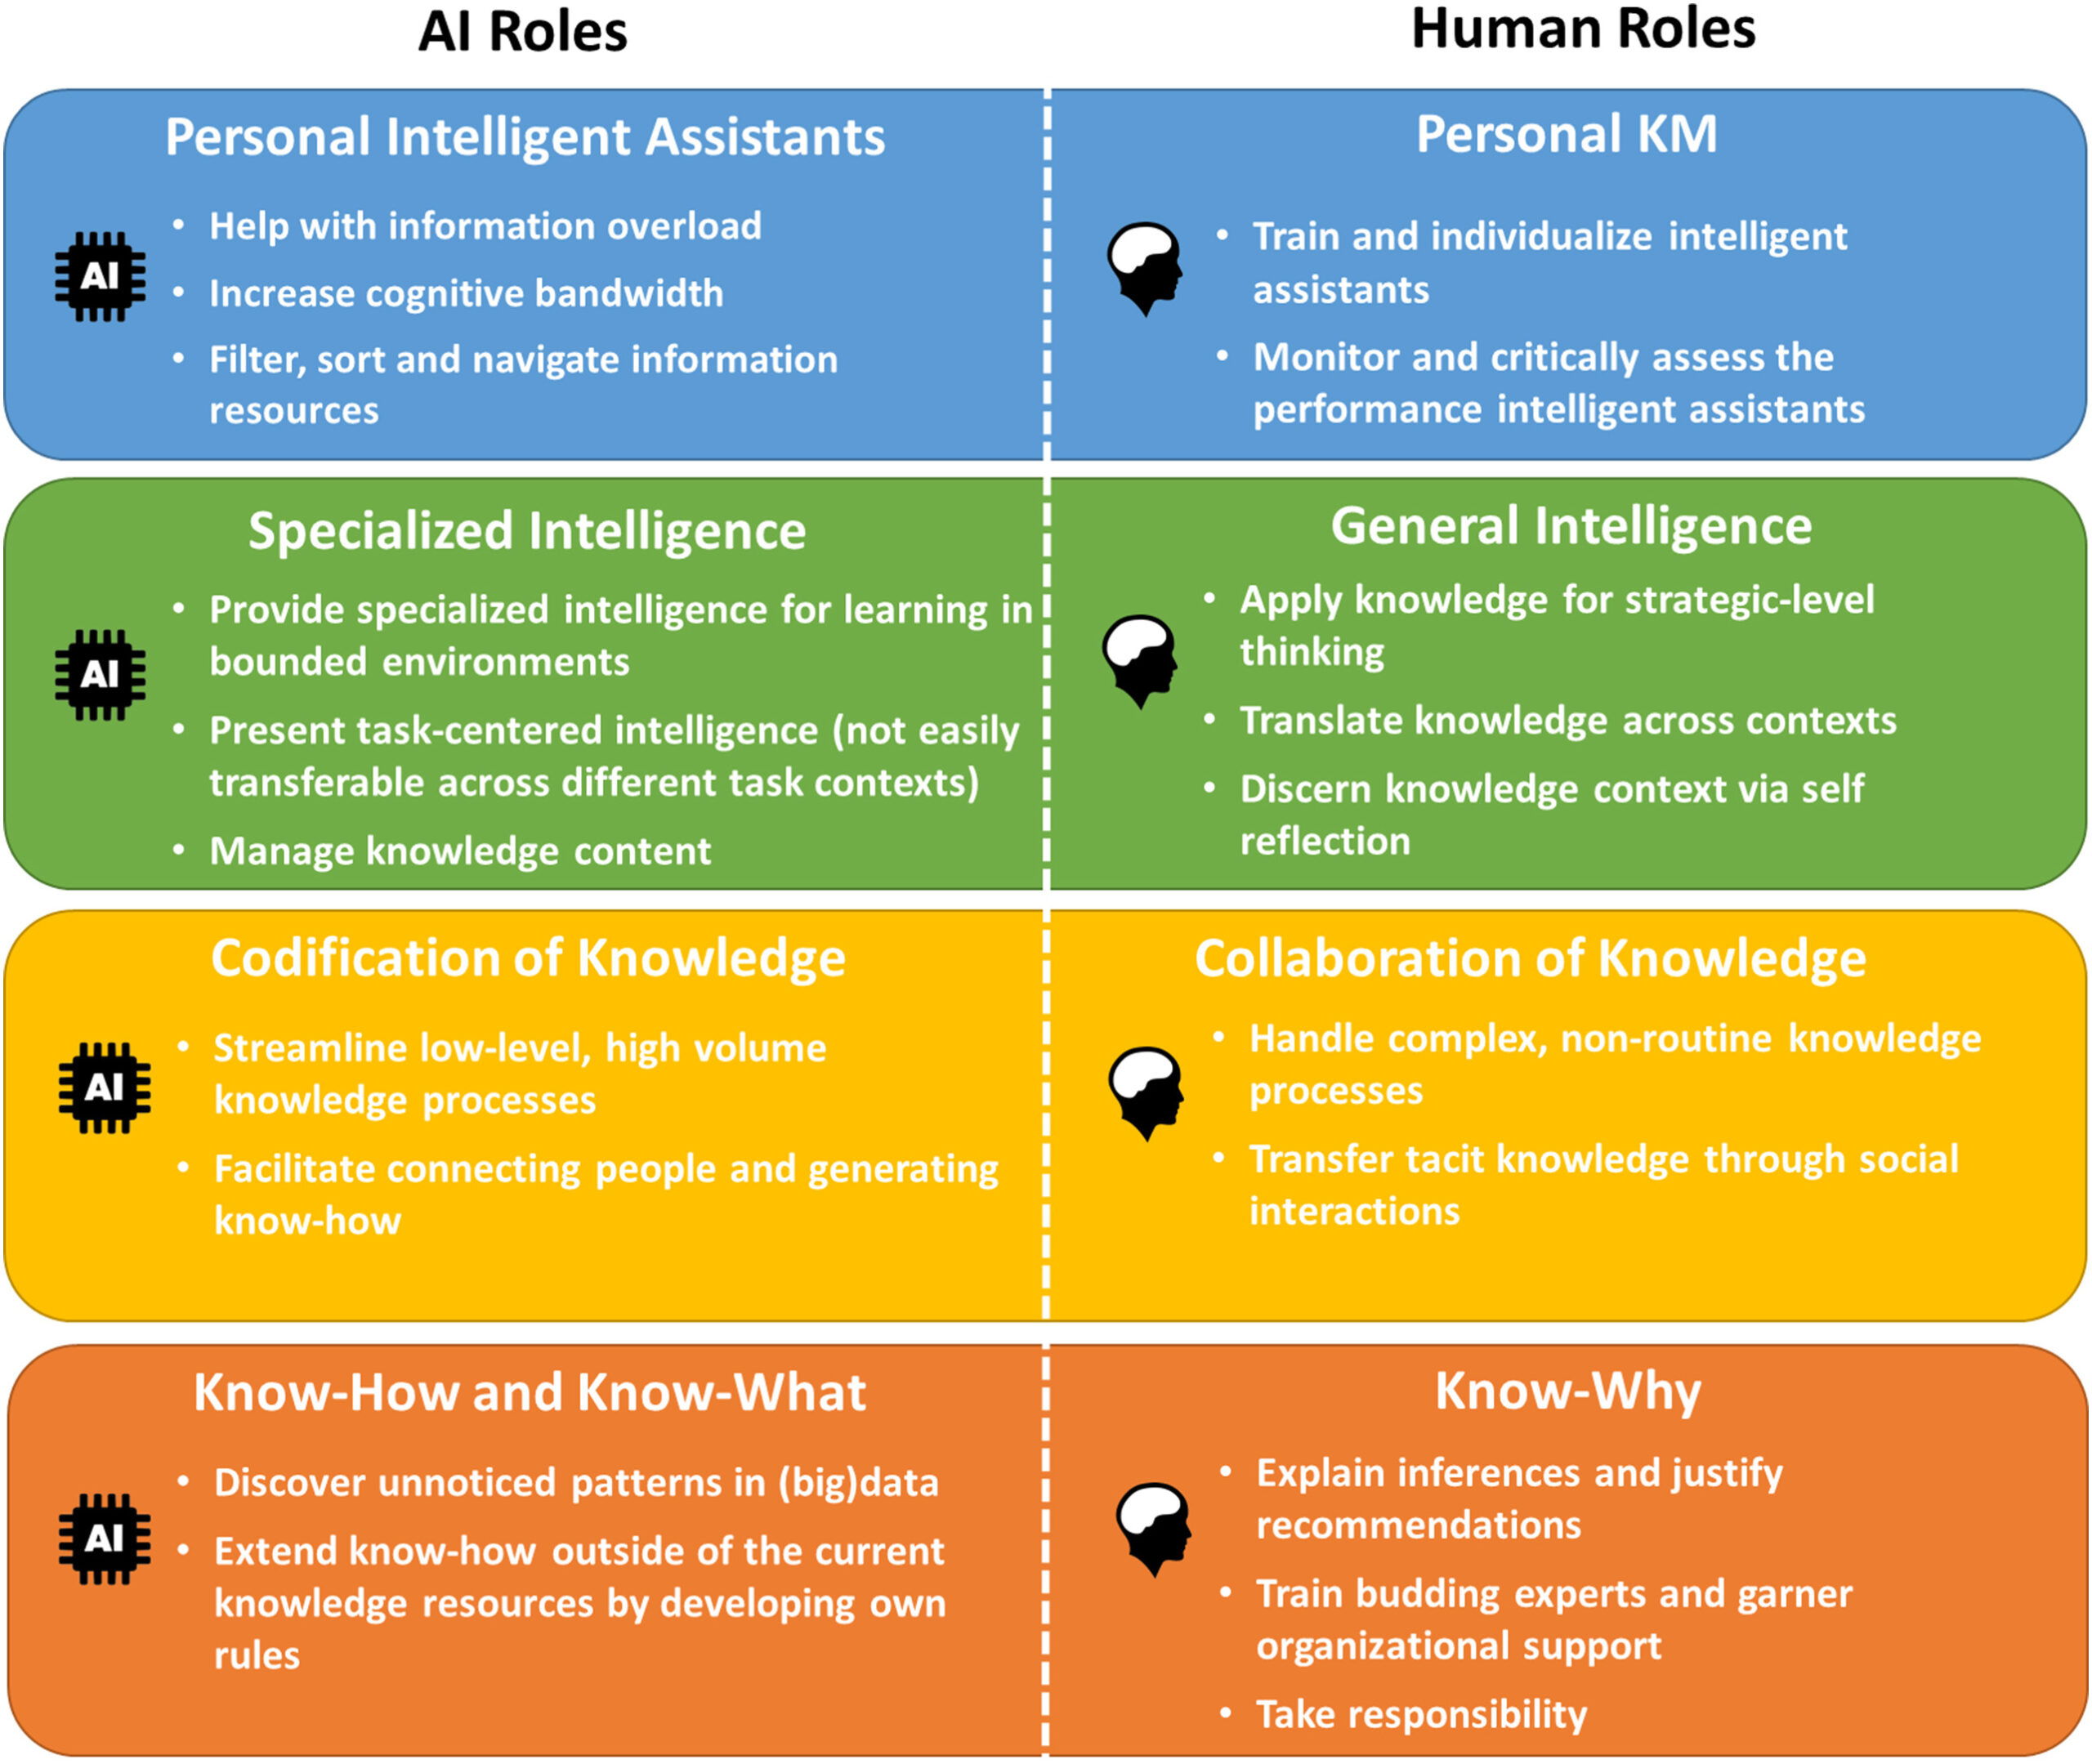 AI Roles
Human Roles
Personal Intelligent Assistants
AI
• Help with information overload
• Increase cognitive bandwidth
• Filter, sort and navigate information
resources
Personal KM
• Train and individualize intelligent
assistants
• Monitor and critically assess the
performance intelligent assistants
Specialized Intelligence
AI
• Provide specialized intelligence for learning in
bounded environments
• Present task-centered intelligence (not easily
transferable across different task contexts)
• Manage knowledge content
General Intelligence
• Apply knowledge for strategic-level
thinking
• Translate knowledge across contexts
• Discern knowledge context via self
reflection
Codification of Knowledge
AI
• Streamline low-level, high volume
knowledge processes
• Facilitate connecting people and generating
know-how
Collaboration of Knowledge
• Handle complex, non-routine knowledge
processes
• Transfer tacit knowledge through social
interactions
Know-How and Know-What
AI
• Discover unnoticed patterns in (big)data
• Extend know-how outside of the current
knowledge resources by developing own
rules
Know-Why
• Explain inferences and justify
recommendations
• Train budding experts and garner
organizational support
• Take responsibility